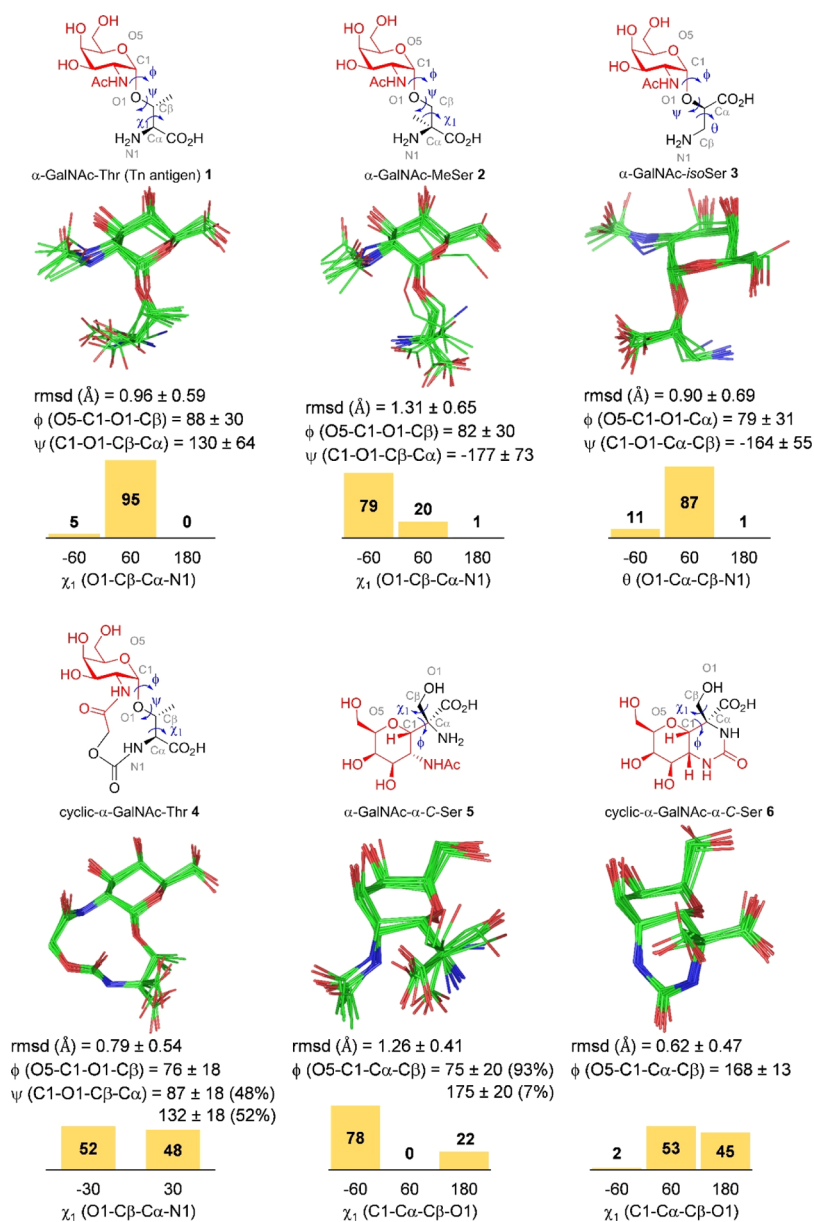 OH
HO
O5
O
C1
HO
AcHN
ϕ
O
ψ
O1
Cβ
χ1
H2N
Cα
CO2H
N1
α-GalNAc-Thr (Tn antigen) 1
OH
HO
O5
O
C1
HO
AcHN
ϕ
O
ψ
O1
Cβ
χ1
H2N
Cα
CO2H
N1
α-GalNAc-MeSer 2
OH
HO
O5
O
C1
HO
AcHN
ϕ
O1
O
CO2H
ψ
Cα
θ
H2N
Cβ
N1
α-GalNAc-isoSer 3
rmsd (Å) = 0.96 ± 0.59
ϕ (O5-C1-O1-Cβ) = 88 ± 30
ψ (C1-O1-Cβ-Cα) = 130 ± 64
5
95
0
-60 60 180
χ1 (O1-Cβ-Cα-N1)
rmsd (Å) = 1.31 ± 0.65
ϕ (O5-C1-O1-Cβ) = 82 ± 30
ψ (C1-O1-Cβ-Cα) = -177 ± 73
79
20
1
-60 60 180
χ1 (O1-Cβ-Cα-N1)
rmsd (Å) = 0.90 ± 0.69
ϕ (O5-C1-O1-Cα) = 79 ± 31
ψ (C1-O1-Cα-Cβ) = -164 ± 55
11
87
1
-60 60 180
θ (O1-Cα-Cβ-N1)
OH
HO
O5
O
C1
HO
HN
ϕ
O
O
ψ
O1
Cβ
χ1
O
HN
Cα
CO2H
O
N1
cyclic-α-GalNAc-Thr 4
O1
Cβ
OH
HO
O5
χ1
CO2H
O
C1
Cα
H
NH2
HO
ϕ
NHAc
OH
α-GalNAc-α-C-Ser 5
O1
Cβ
OH
HO
O5
χ1
CO2H
O
C1
Cα
H
NH
HO
ϕ
N
H
O
OH
H
cyclic-α-GalNAc-α-C-Ser 6
rmsd (Å) = 0.79 ± 0.54
ϕ (O5-C1-O1-Cβ) = 76 ± 18
ψ (C1-O1-Cβ-Cα) = 87 ± 18 (48%)
132 ± 18 (52%)
52
48
-30 30
χ1 (O1-Cβ-Cα-N1)
rmsd (Å) = 1.26 ± 0.41
ϕ (O5-C1-Cα-Cβ) = 75 ± 20 (93%)
175 ± 20 (7%)
78
0
22
-60 60 180
χ1 (C1-Cα-Cβ-O1)
rmsd (Å) = 0.62 ± 0.47
ϕ (O5-C1-Cα-Cβ) = 168 ± 13
2
53
45
-60 60 180
χ1 (C1-Cα-Cβ-O1)